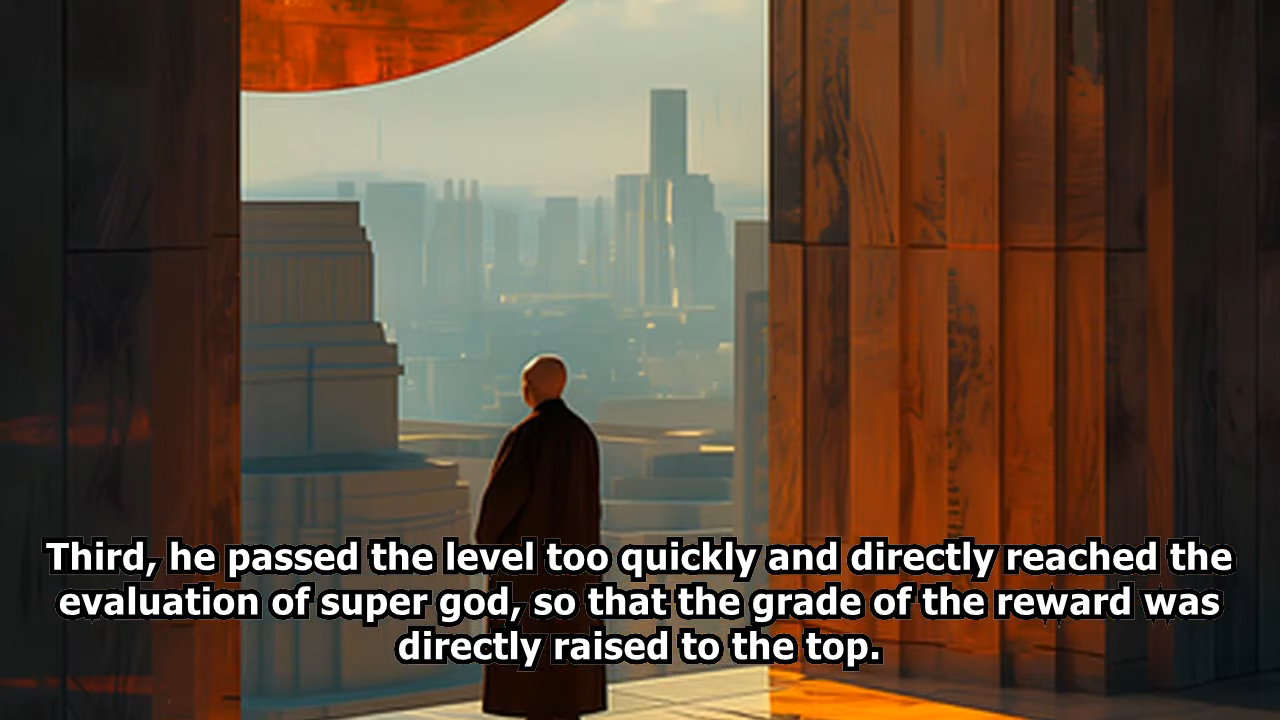 Third, he passed the level too quickly and directly reached the
evaluation of super god, so that the grade of the reward was
directly raised to the top.